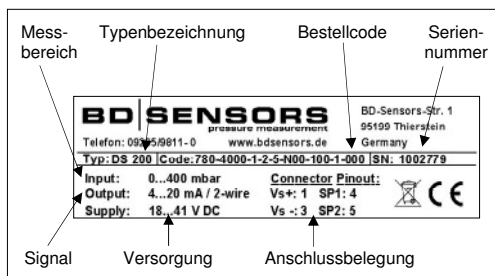 Mess-
bereich
Typenbezeichnung
Bestellcode
Serien-
nummer
BD SENSORS
pressure measurement
BD-Sensors-Str. 1
95199 Thierstein
Telefon: 09235/9811-0 www.bdsensors.de Germany
Typ: DS 200 Code: 780-4000-1-2-5-N00-100-1-000 SN: 1002779
Input: 0...400 mbar Connector Pinout:
Output: 4...20 mA / 2-wire Vs+: 1 SP1: 4
Supply: 18...41 V DC Vs -: 3 SP2: 5
CE
Signal
Versorgung
Anschlussbelegung